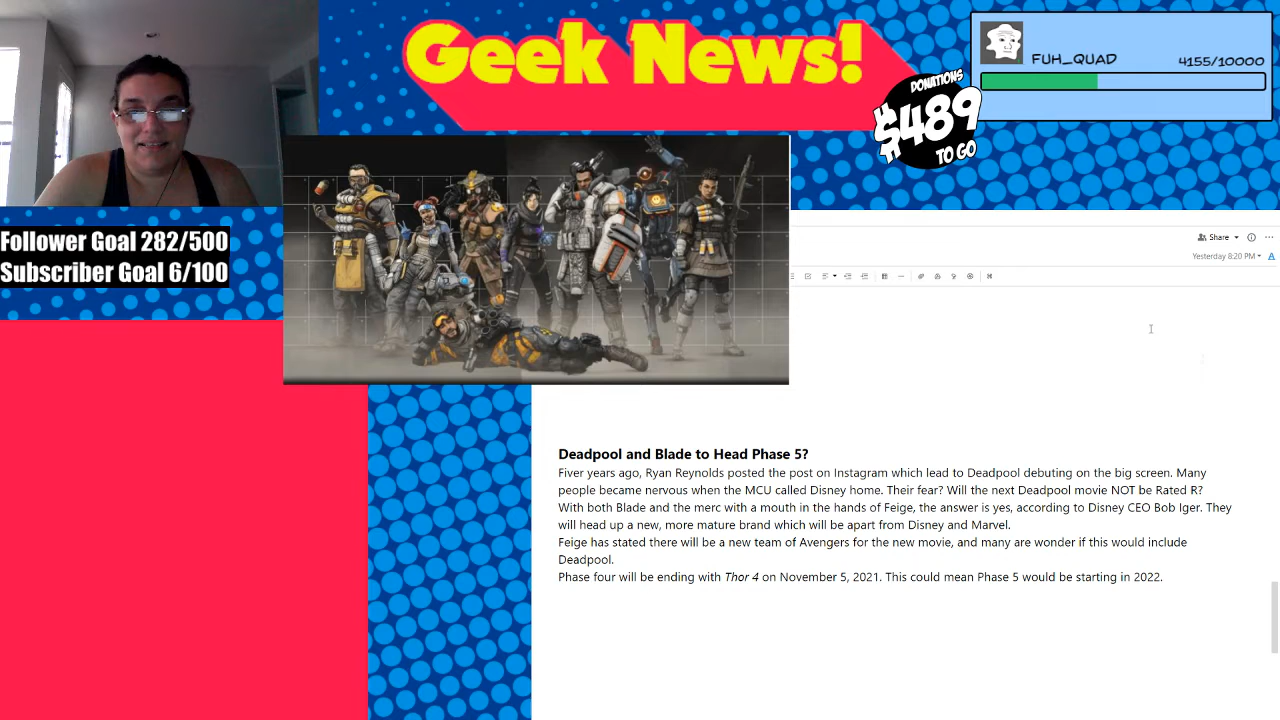 Geek News!
FUH_QUAD
4155/10000
DONATIONS
$489
TO GO
Follower Goal 282/500
Subscriber Goal 6/100
Share
Yesterday 8:20 PM
Deadpool and Blade to Head Phase 5?
Fiver years ago, Ryan Reynolds posted the post on Instagram which lead to Deadpool debuting on the big screen. Many
people became nervous when the MCU called Disney home. Their fear? Will the next Deadpool movie NOT be Rated R?
With both Blade and the merc with a mouth in the hands of Feige, the answer is yes, according to Disney CEO Bob Iger. They
will head up a new, more mature brand which will be apart from Disney and Marvel.
Feige has stated there will be a new team of Avengers for the new movie, and many are wonder if this would include
Deadpool.
Phase four will be ending with Thor 4 on November 5, 2021. This could mean Phase 5 would be starting in 2022.